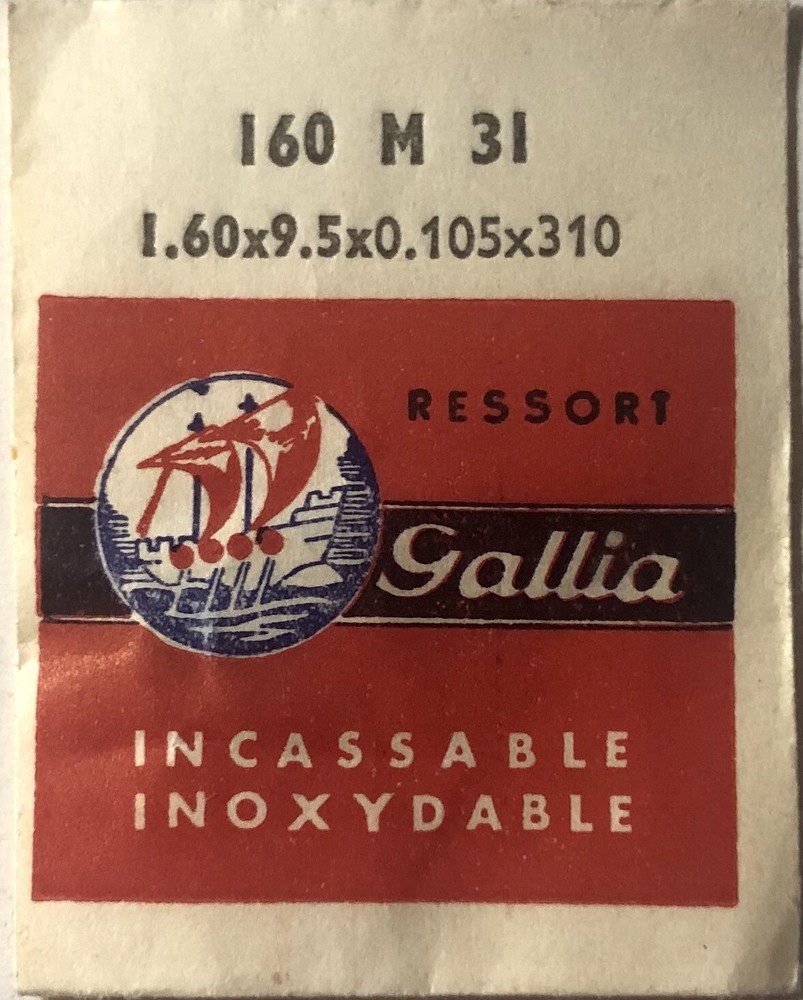 160 M 31
1.60x9.5x0.105x310
RESSORT
Gallia
INCASSABLE
INOXYDABLE